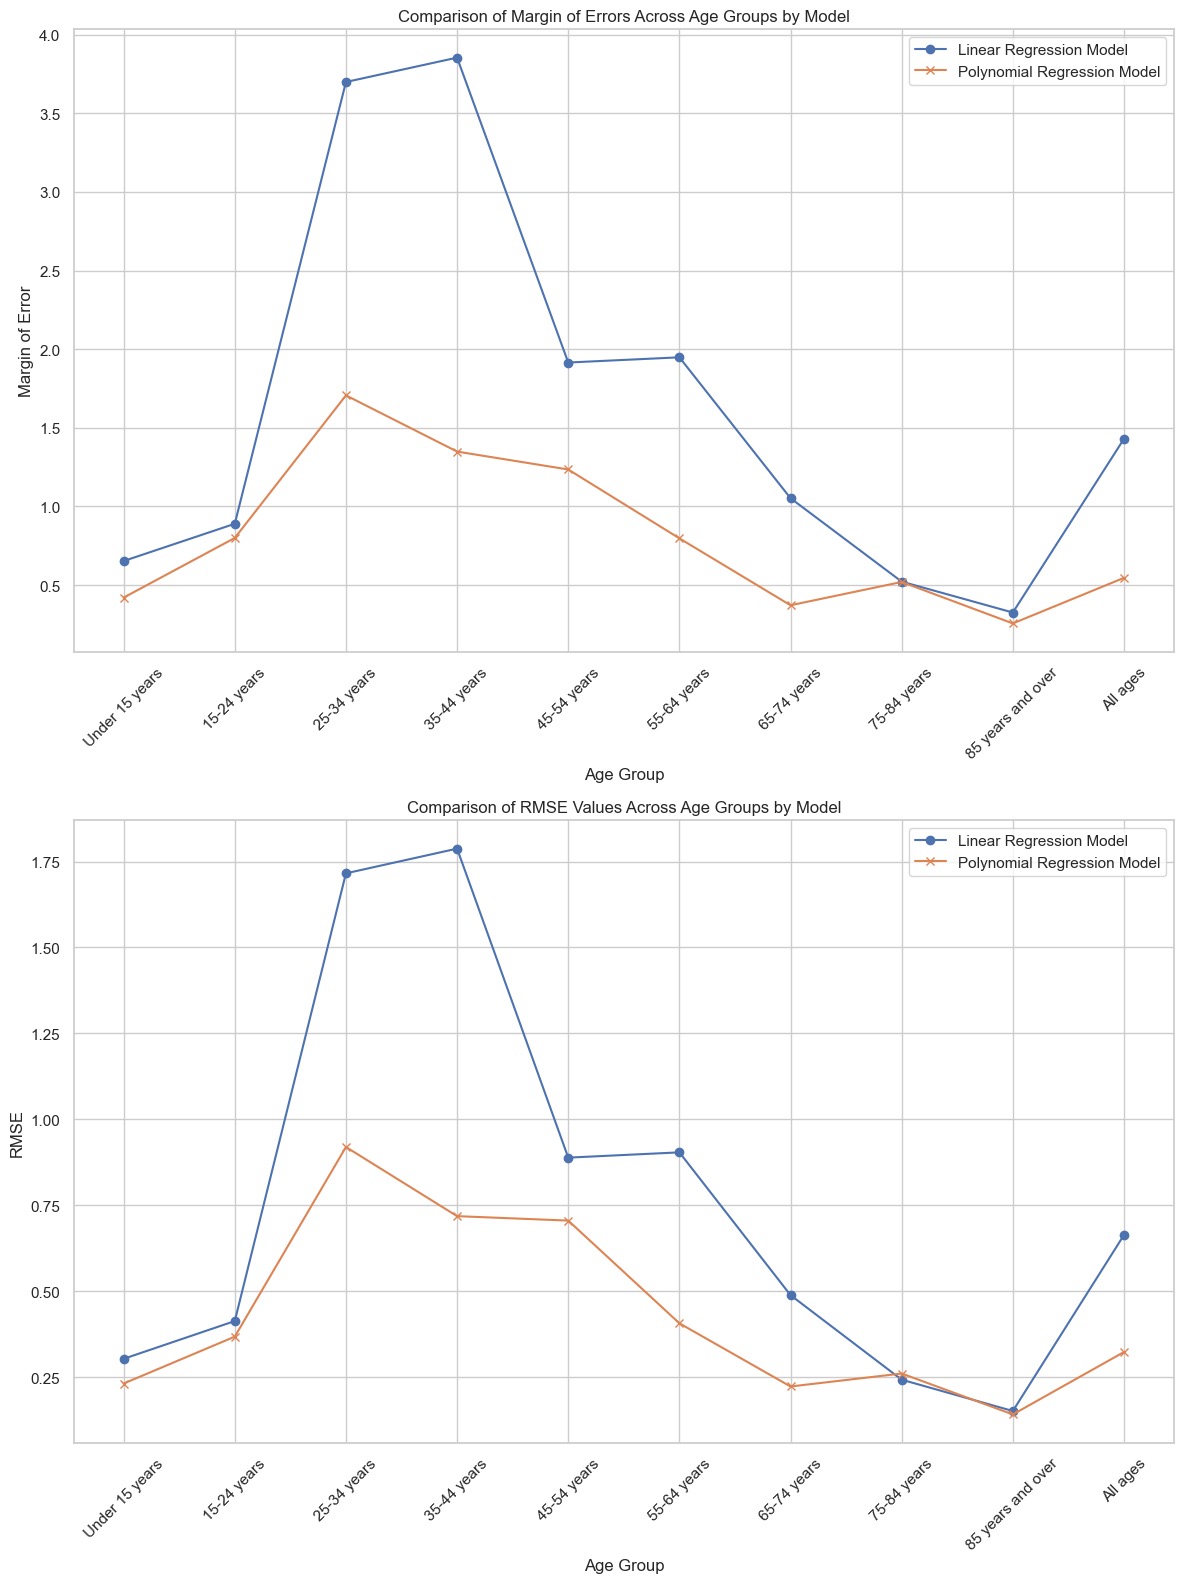 Comparison of Margin of Errors Across Age Groups by Model
Linear Regression Model
Polynomial Regression Model
4.0
3.5
3.0
2.5
2.0
1.5
1.0
0.5
Margin of Error
Under 15 years
15-24 years
25-34 years
35-44 years
45-54 years
55-64 years
65-74 years
75-84 years
85 years and over
All ages
Age Group
Comparison of RMSE Values Across Age Groups by Model
Linear Regression Model
Polynomial Regression Model
1.75
1.50
1.25
1.00
0.75
0.50
0.25
RMSE
Under 15 years
15-24 years
25-34 years
35-44 years
45-54 years
55-64 years
65-74 years
75-84 years
85 years and over
All ages
Age Group